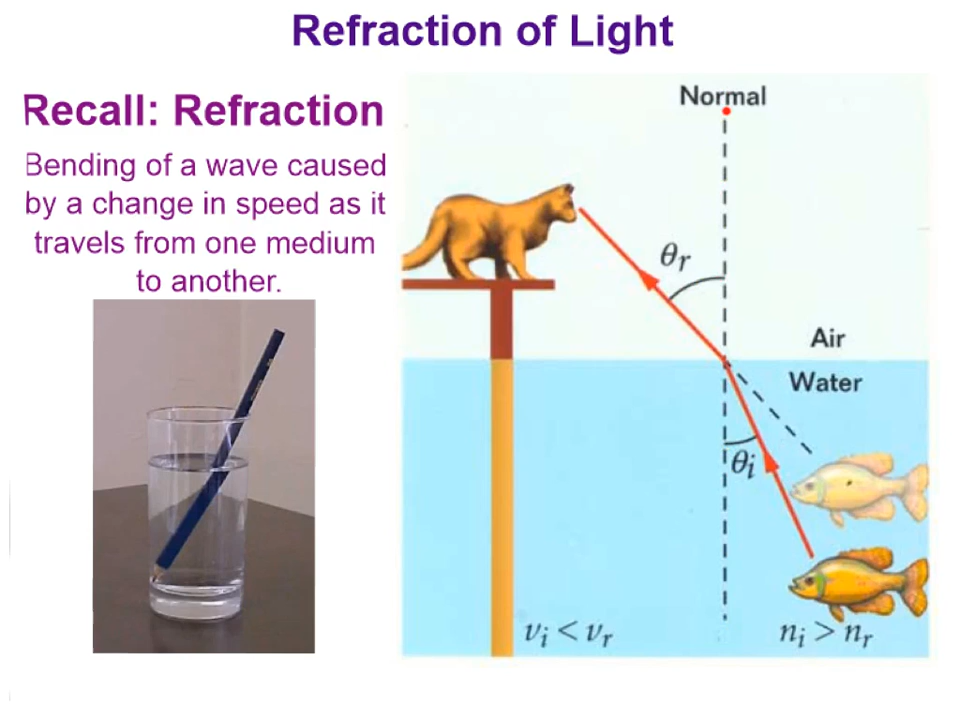 Refraction of Light
Recall: Refraction
Bending of a wave caused
by a change in speed as it
travels from one medium
to another.
Normal
θr
Air
Water
θi
vi < vr
ni > nr